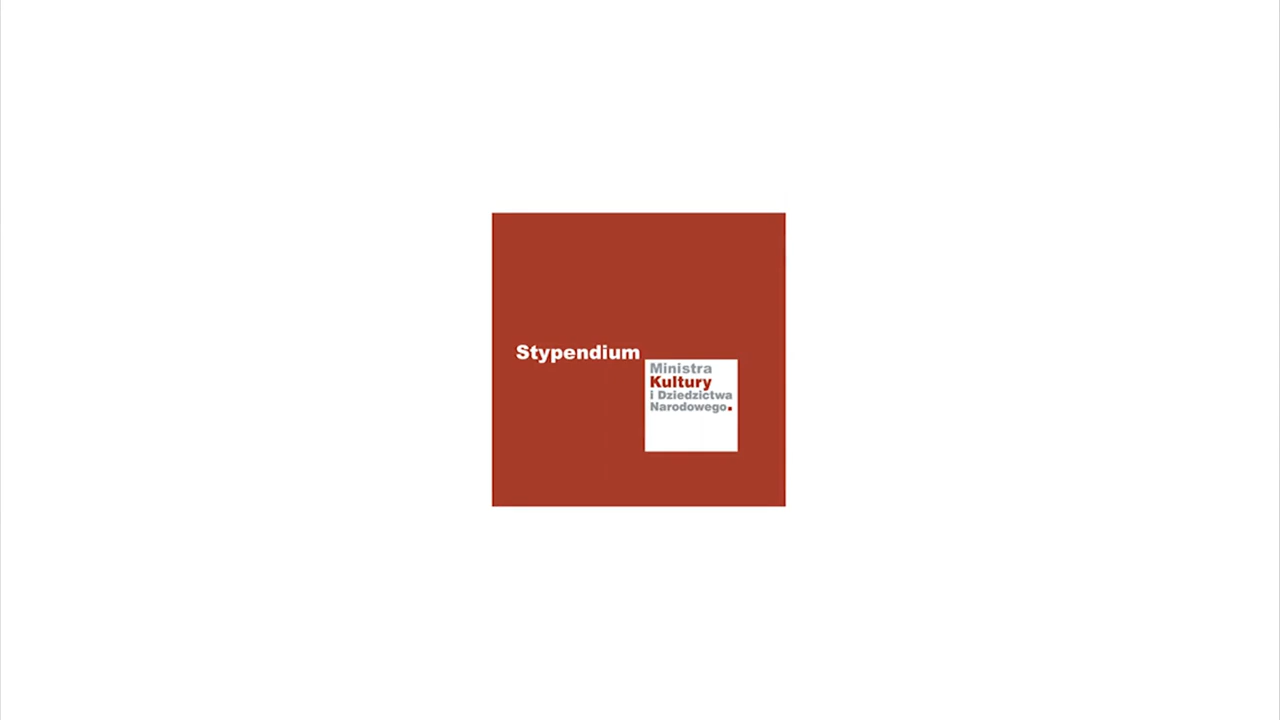 Stypendium
Ministra
Kultury
i Dziedzictwa
Narodowego.